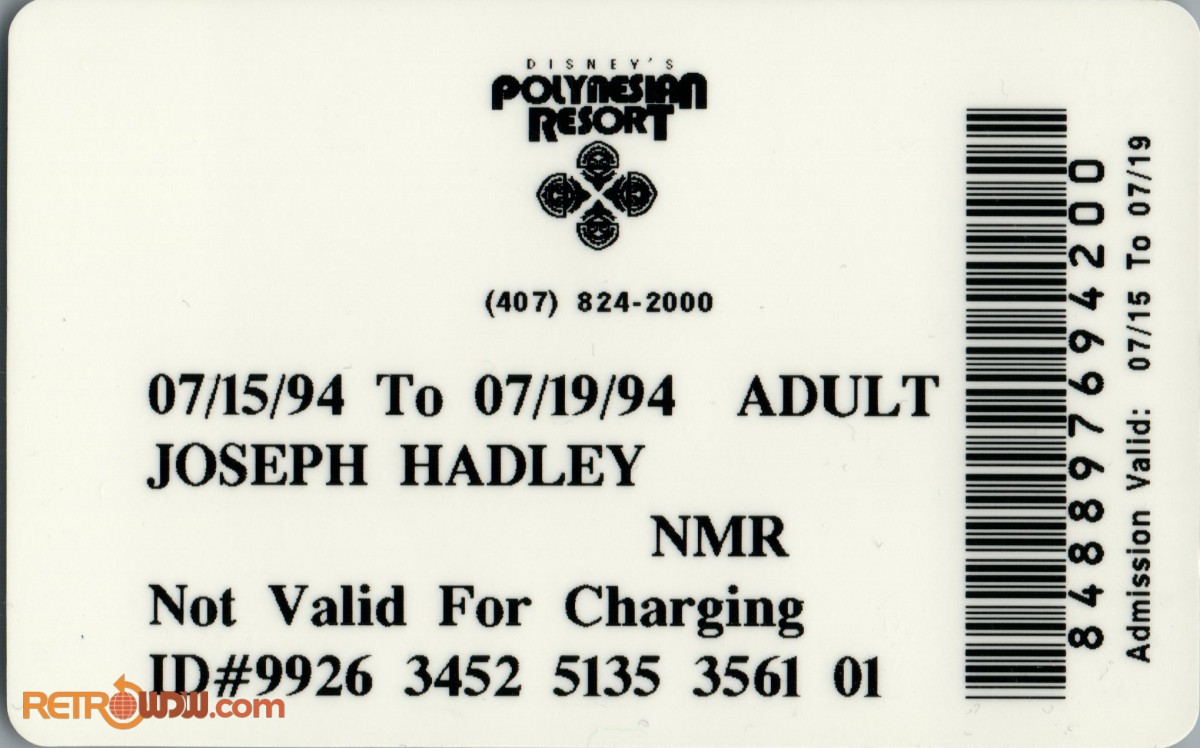 DISNEY'S
POLYNESIAN
RESORT
(407) 824-2000
07/15/94 To 07/19/94 ADULT
JOSEPH HADLEY
NMR
Not Valid For Charging
ID#9926 3452 5135 3561 01
848897694200
Admission Valid: 07/15 To 07/19
RETROWDW.com